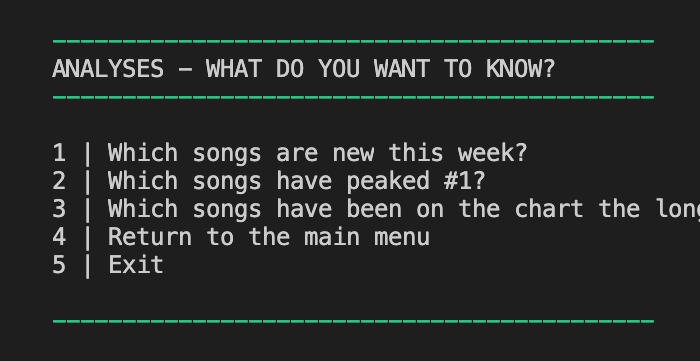 ANALYSES – WHAT DO YOU WANT TO KNOW?
1 | Which songs are new this week?
2 | Which songs have peaked #1?
3 | Which songs have been on the chart the
4 | Return to the main menu
5 | Exit